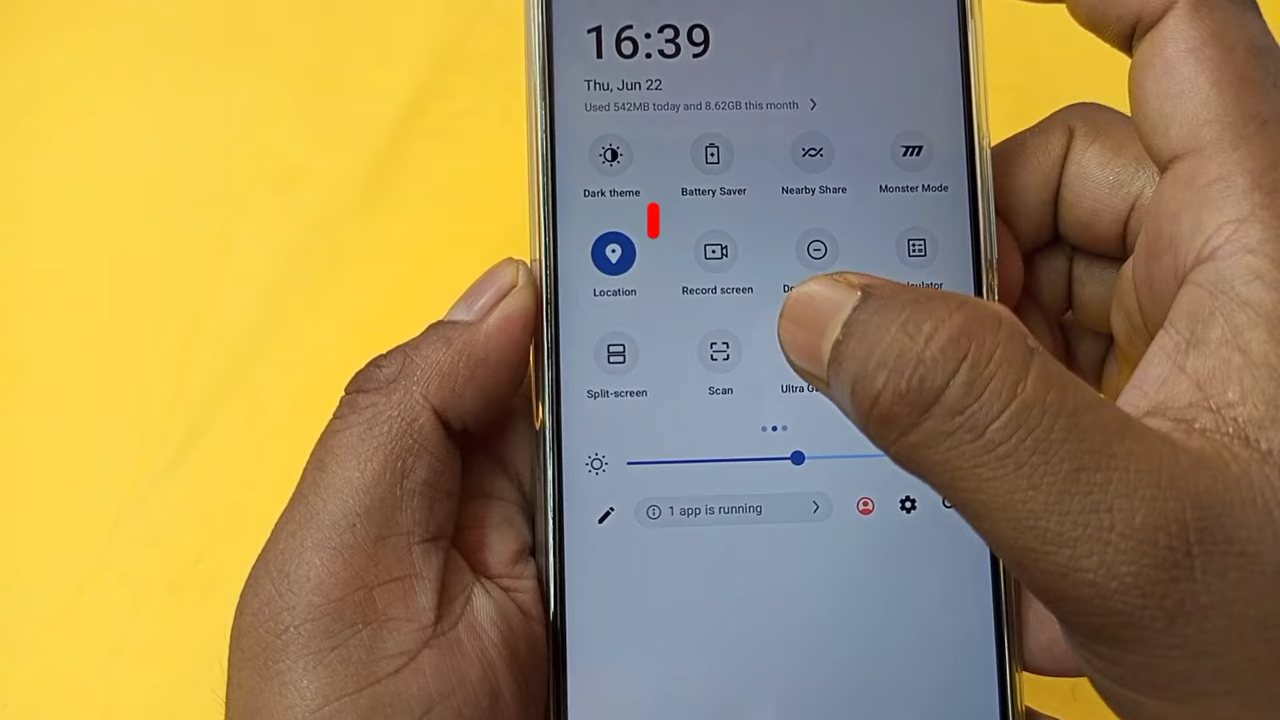 16:39
Thu, Jun 22
Used 542MB today and 8.62GB this month
Dark theme
Battery Saver
Nearby Share
Monster Mode
Location
Record screen
Split-screen
Scan
Ultra
1 app is running